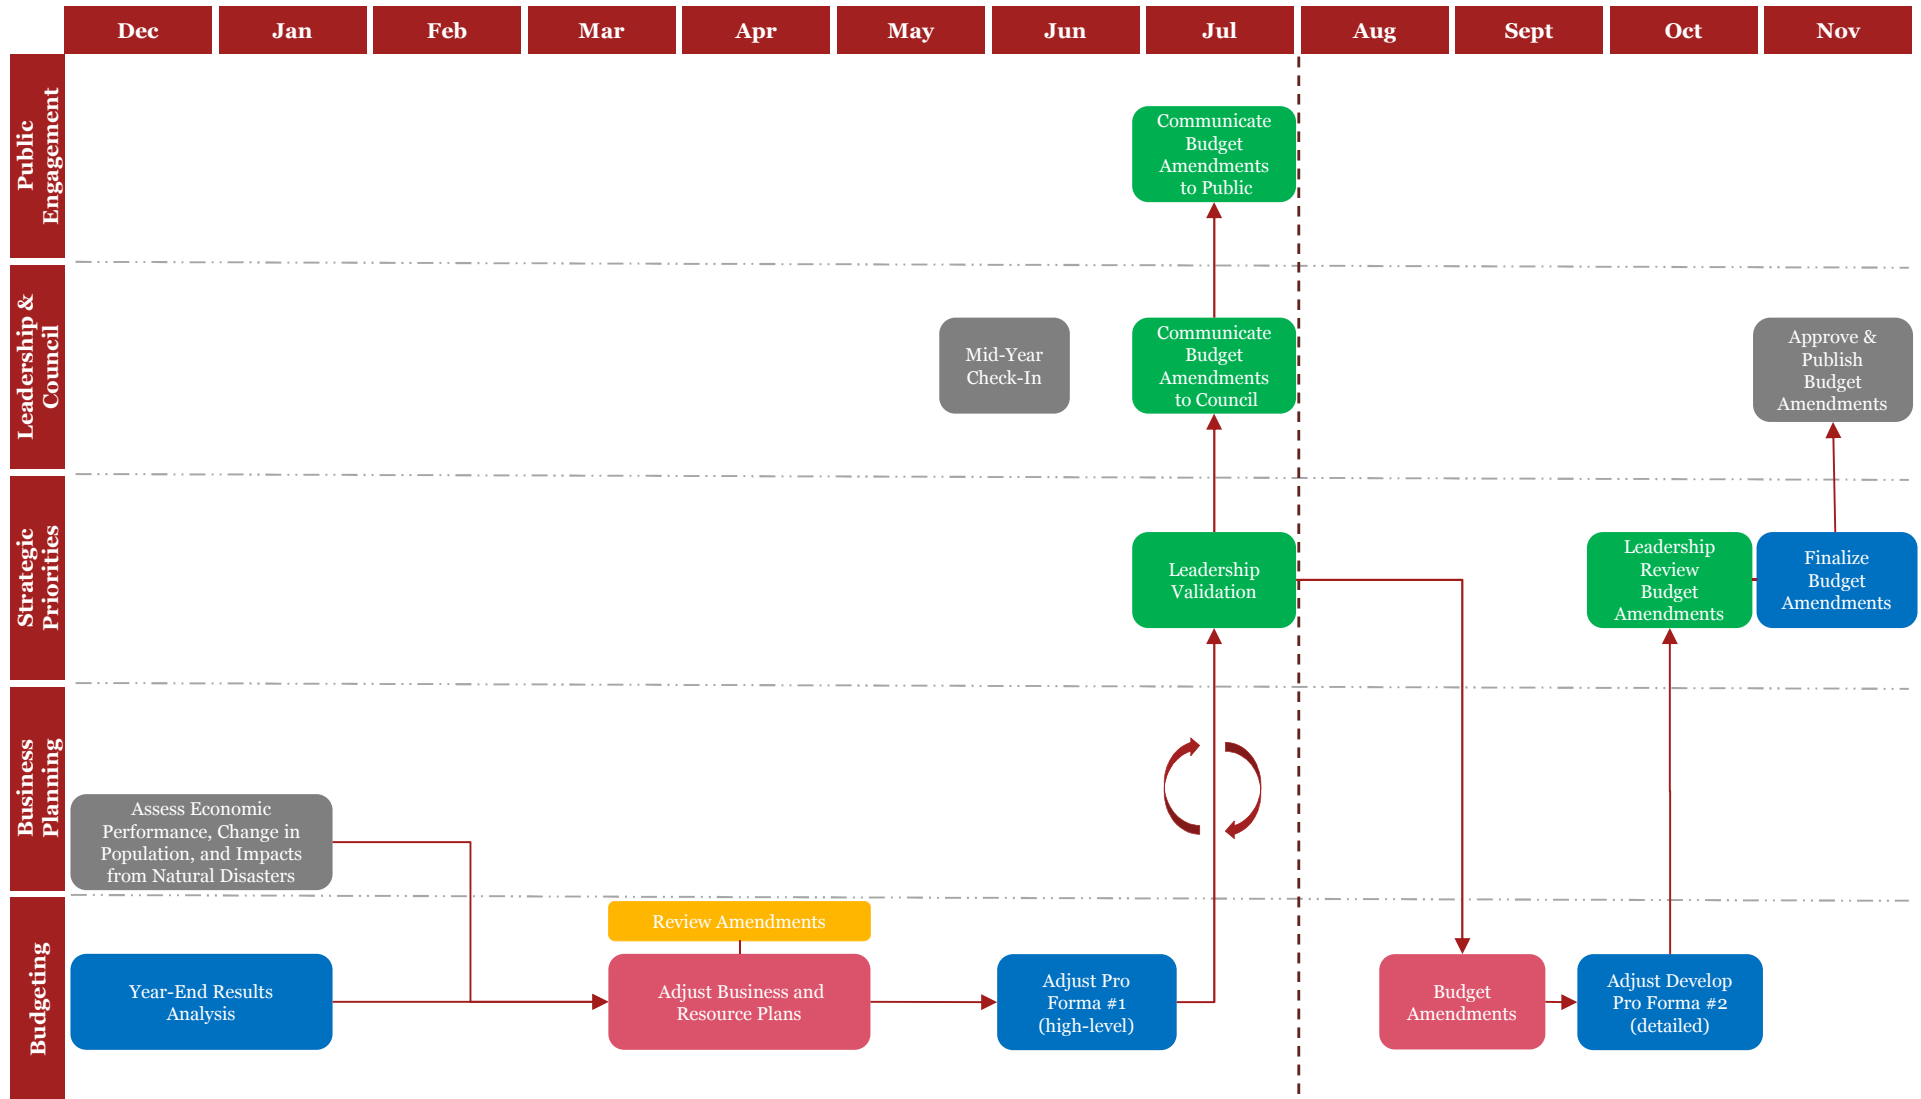 Dec
Jan
Feb
Mar
Apr
May
Jun
Jul
Aug
Sept
Oct
Nov
Public
Engagement
Communicate
Budget
Amendments
to Public
Leadership &
Council
Mid-Year
Check-In
Communicate
Budget
Amendments
to Council
Approve &
Publish
Budget
Amendments
Strategic
Priorities
Leadership
Validation
Leadership
Review
Budget
Amendments
Finalize
Budget
Amendments
Business
Planning
Assess Economic
Performance, Change in
Population, and Impacts
from Natural Disasters
Budgeting
Review Amendments
Year-End Results
Analysis
Adjust Business and
Resource Plans
Adjust Pro
Forma #1
(high-level)
Budget
Amendments
Adjust Develop
Pro Forma #2
(detailed)